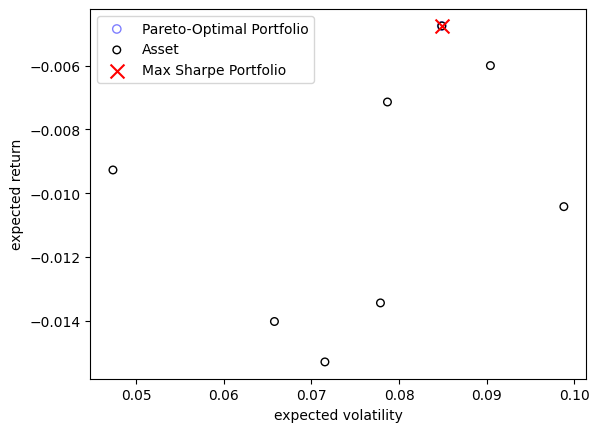 Pareto-Optimal Portfolio
Asset
Max Sharpe Portfolio
−0.006
−0.008
−0.010
−0.012
−0.014
expected return
0.05 0.06 0.07 0.08 0.09 0.10
expected volatility